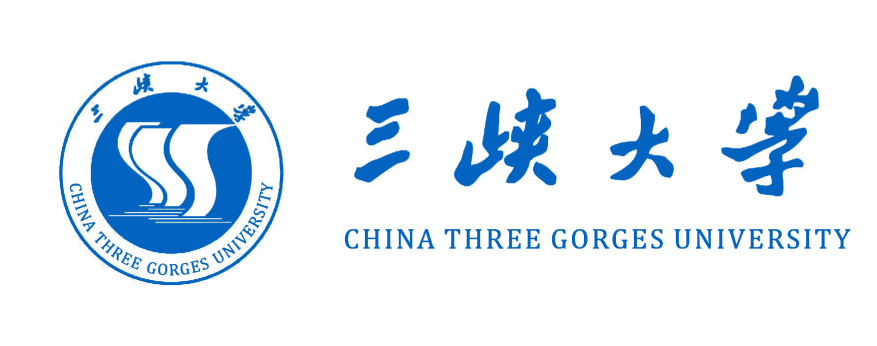 三峡大学
CHINA THREE GORGES UNIVERSITY
三峡大学
CHINA THREE GORGES UNIVERSITY